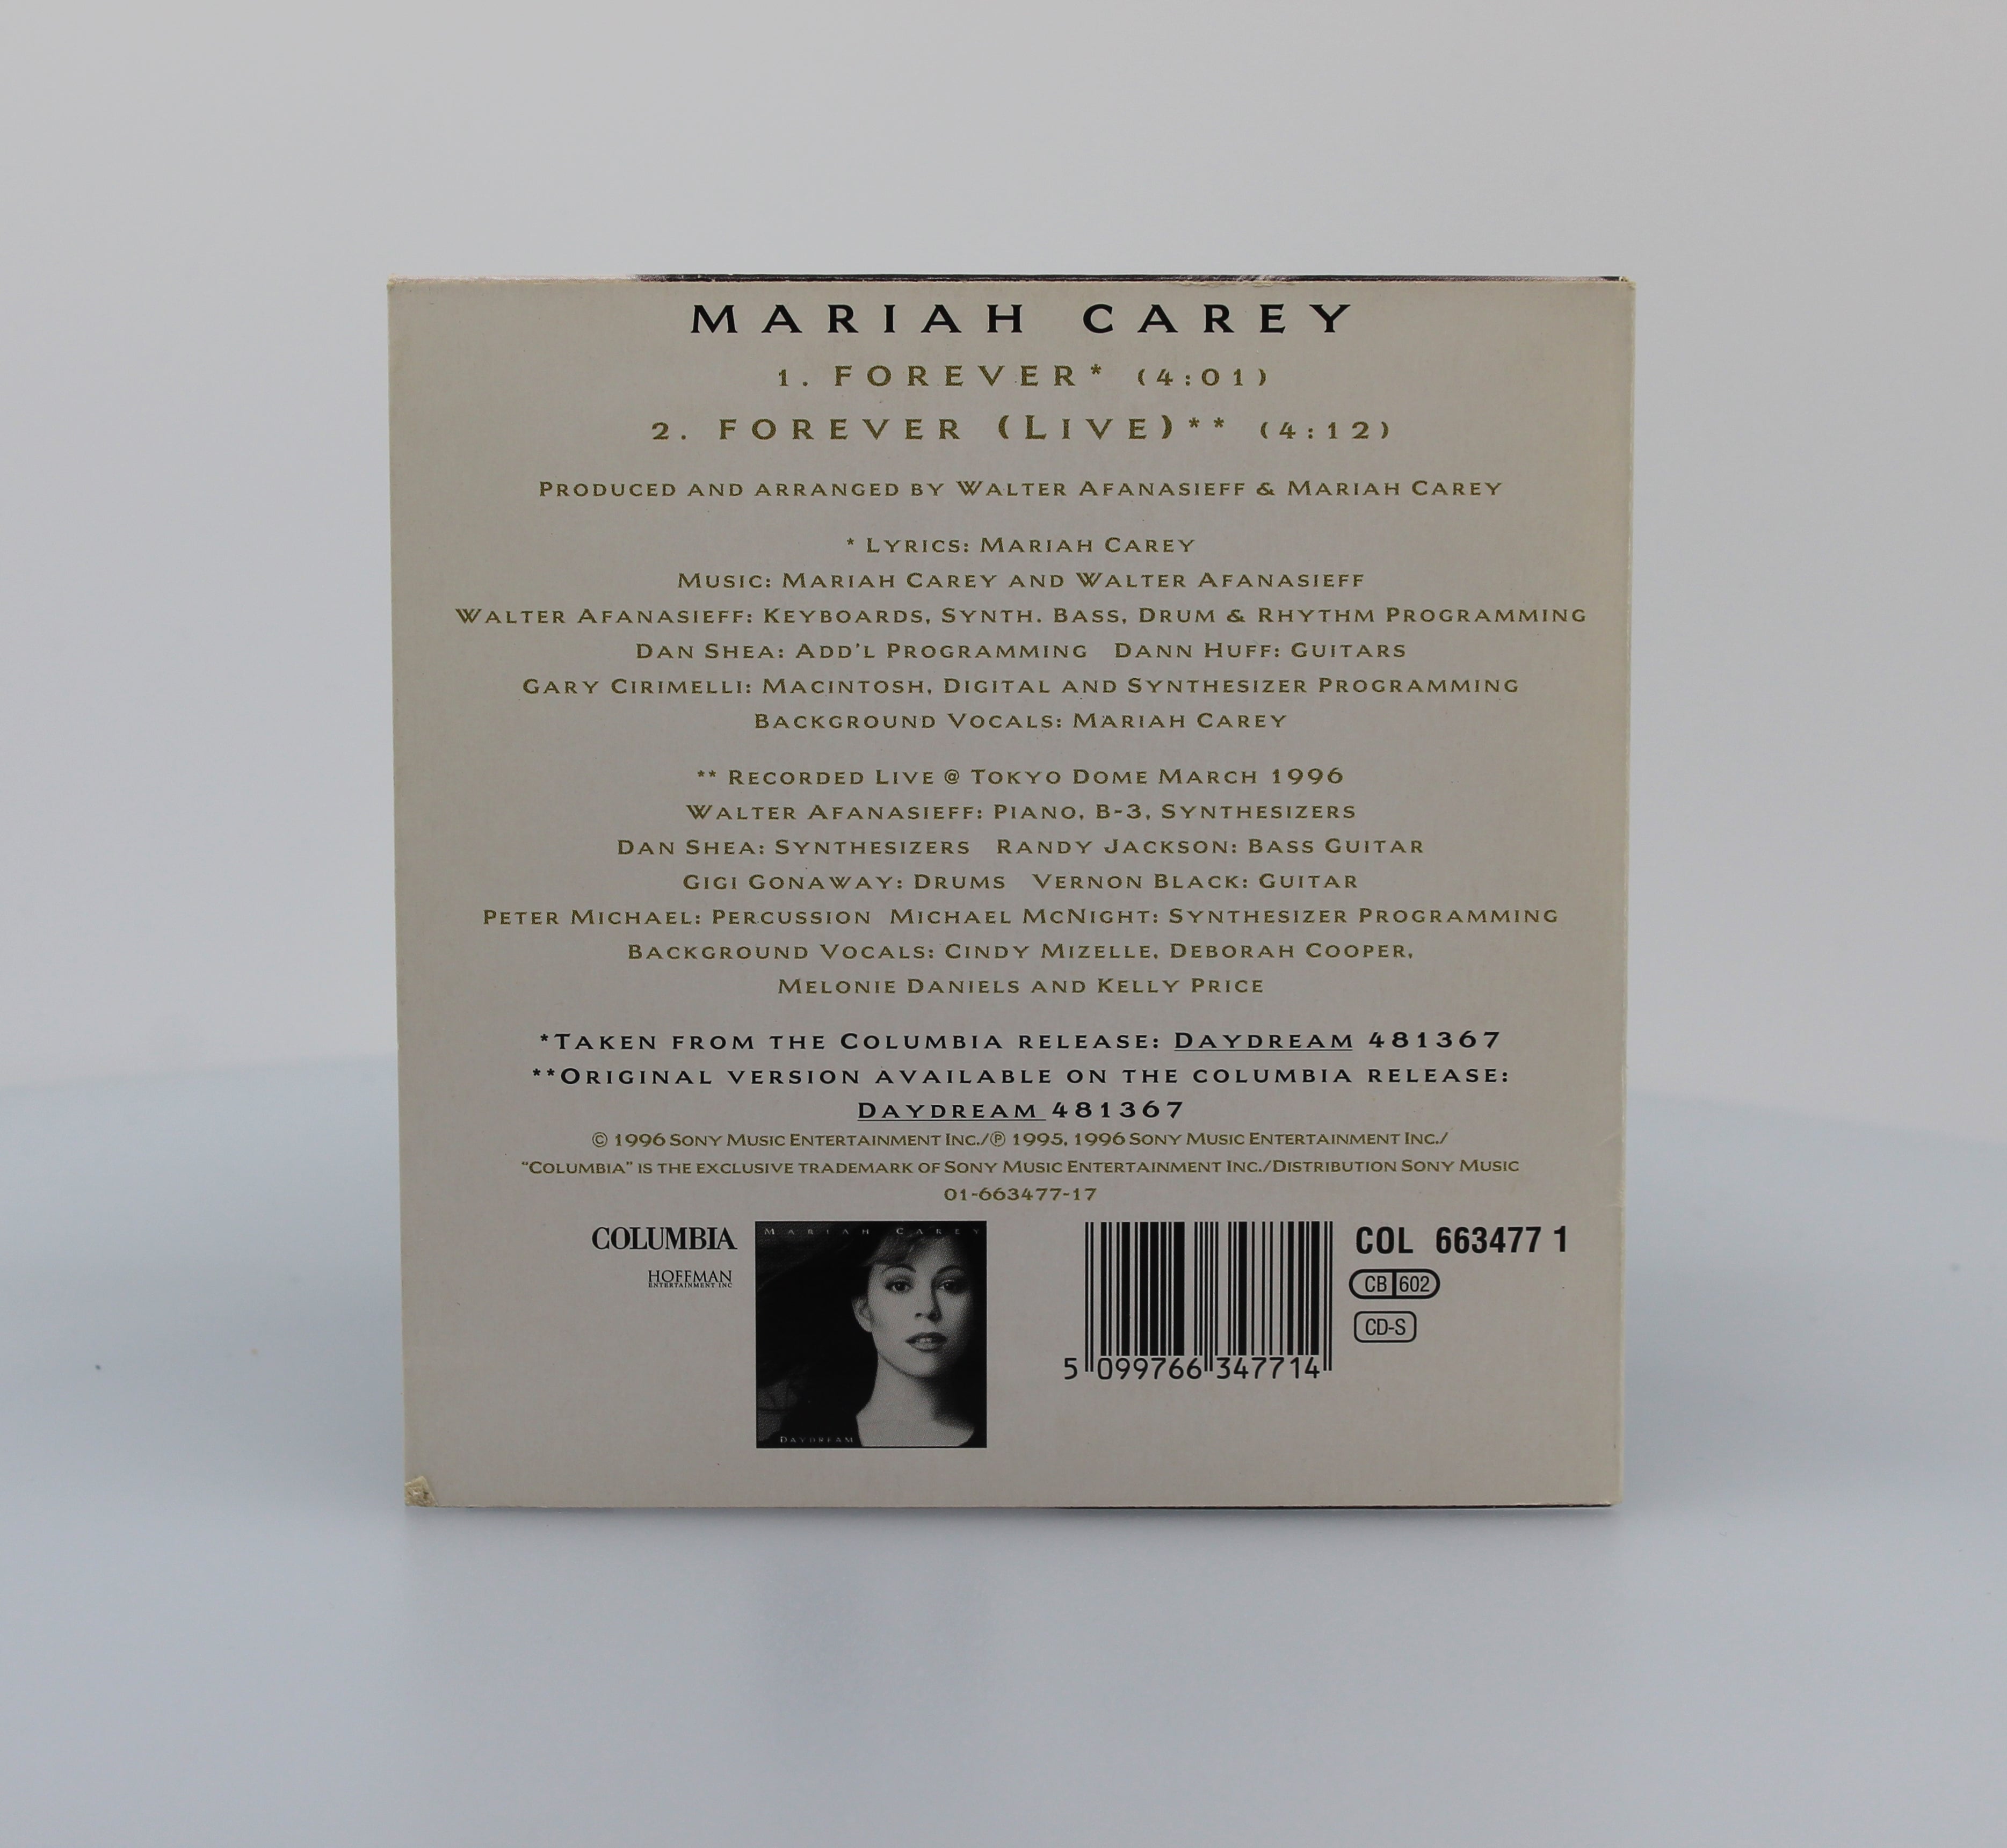 MARIAH CAREY
1. FOREVER* (4:01)
2. FOREVER (LIVE)** (4:12)
PRODUCED AND ARRANGED BY WALTER AFANASIEFF & MARIAH CAREY
* LYRICS: MARIAH CAREY
MUSIC: MARIAH CAREY AND WALTER AFANASIEFF
WALTER AFANASIEFF: KEYBOARDS, SYNTH. BASS, DRUM & RHYTHM PROGRAMMING
DAN SHEA: ADD'L PROGRAMMING DANN HUFF: GUITARS
GARY CIRIMELLI: MACINTOSH, DIGITAL AND SYNTHESIZER PROGRAMMING
BACKGROUND VOCALS: MARIAH CAREY
** RECORDED LIVE @ TOKYO DOME MARCH 1996
WALTER AFANASIEFF: PIANO, B-3, SYNTHESIZERS
DAN SHEA: SYNTHESIZERS RANDY JACKSON: BASS GUITAR
GIGI GONAWAY: DRUMS VERNON BLACK: GUITAR
PETER MICHAEL: PERCUSSION MICHAEL MCNIGHT: SYNTHESIZER PROGRAMMING
BACKGROUND VOCALS: CINDY MIZELLE, DEBORAH COOPER,
MELONIE DANIELS AND KELLY PRICE
*TAKEN FROM THE COLUMBIA RELEASE: DAYDREAM 481367
**ORIGINAL VERSION AVAILABLE ON THE COLUMBIA RELEASE:
DAYDREAM 481367
© 1996 SONY MUSIC ENTERTAINMENT INC./℗ 1995, 1996 SONY MUSIC ENTERTAINMENT INC./
"COLUMBIA" IS THE EXCLUSIVE TRADEMARK OF SONY MUSIC ENTERTAINMENT INC./DISTRIBUTION SONY MUSIC
01-663477-17
COLUMBIA
HOFFMAN
ENTERTAINMENT INC
MARIAH CAREY
DAYDREAM
5 099766 347714
COL 663477 1
CB 602
CD-S